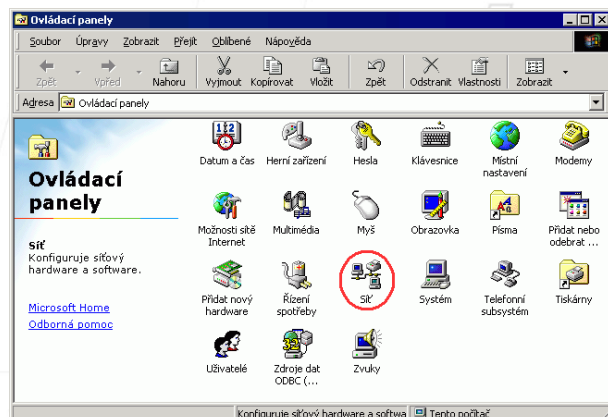 Ovládací panely
Soubor Úpravy Zobrazit Přejít Oblíbené Nápověda
Zpět Vpřed Nahoru Vyjmout Kopírovat Vložit Zpět Odstranit Vlastnosti Zobrazit
Adresa Ovládací panely
Ovládací
panely
Síť
Konfiguruje síťový
hardware a software.
Microsoft Home
Odborná pomoc
Datum a čas Herní zařízení Hesla Klávesnice Místní
nastavení Modemy
Možnosti sítě
Internet Multimédia Myš Obrazovka Písma Přidat nebo
odebrat ...
Přidat nový
hardware Řízení
spotřeby Síť Systém Telefonní
subsystém Tiskárny
Uživatelé Zdroje dat
ODBC (... Zvuky
Konfiguruje síťový hardware a softwa Tento počítač